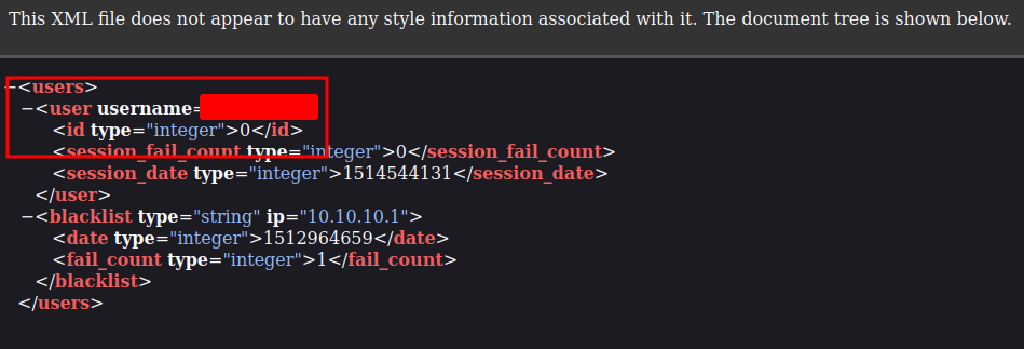 This XML file does not appear to have any style information associated with it. The document tree is shown below.
−<users>
−<user username=
<id type="integer">0</id>
<session_fail_count type="integer">0</session_fail_count>
<session_date type="integer">1514544131</session_date>
</user>
−<blacklist type="string" ip="10.10.10.1">
<date type="integer">1512964659</date>
<fail_count type="integer">1</fail_count>
</blacklist>
</users>